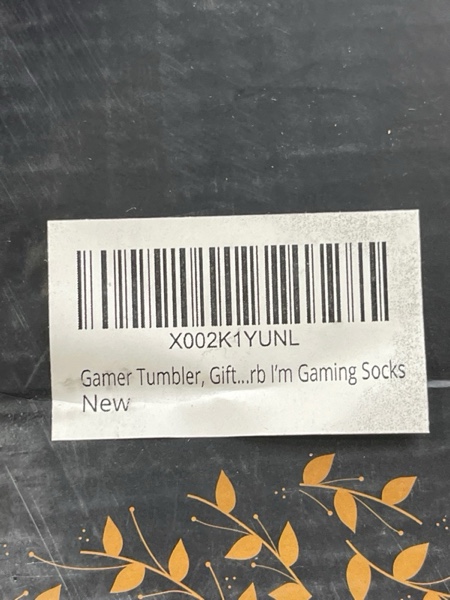 X002K1YUNL
Gamer Tumbler, Gift...rb I'm Gaming Socks
New